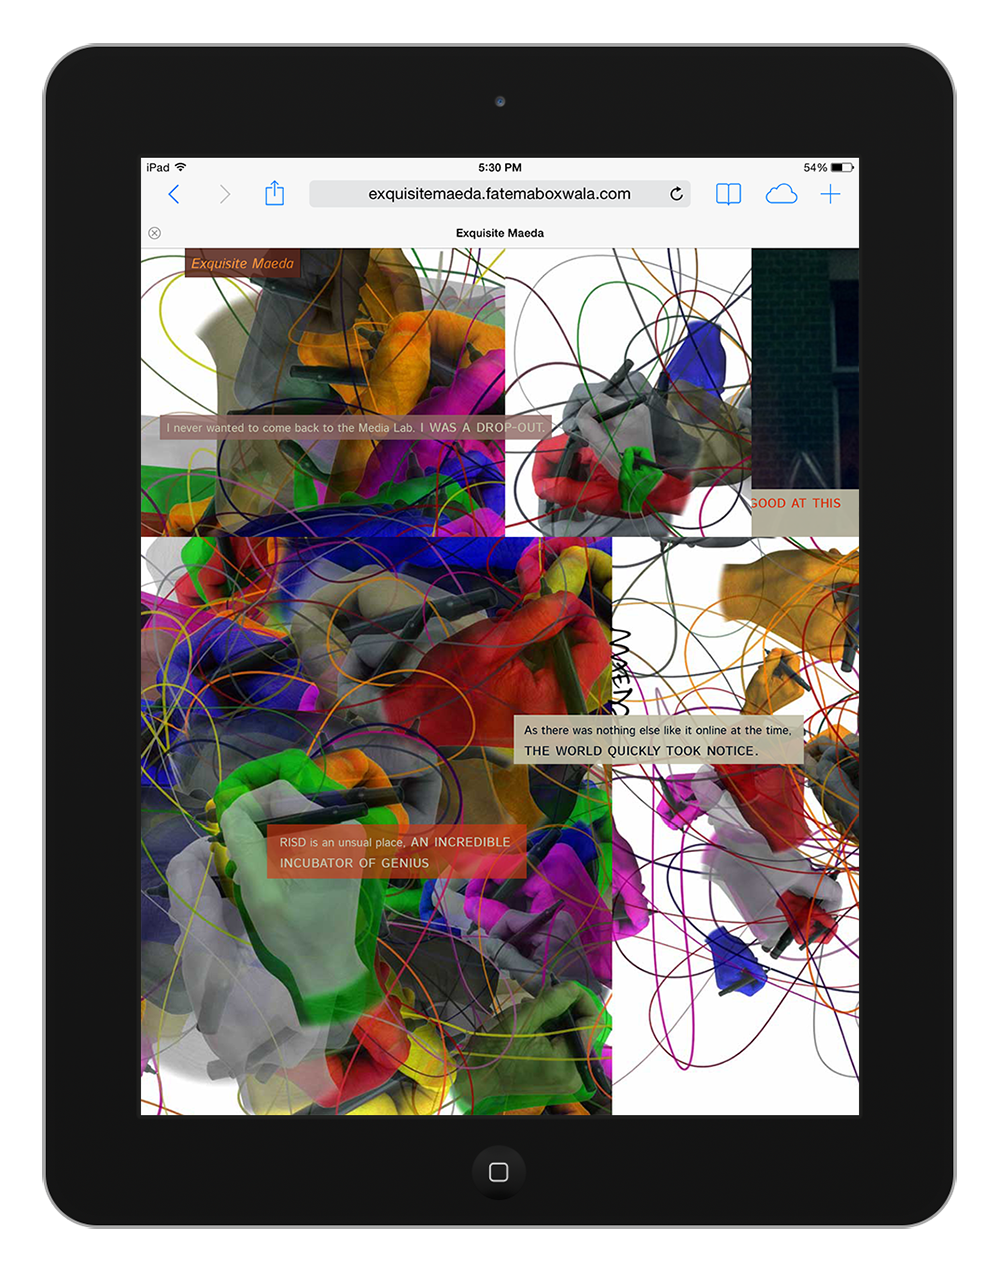 iPad
5:30 PM
54%
exquisitemaeda.fatemaboxwala.com
Exquisite Maeda
Exquisite Maeda
I never wanted to come back to the Media Lab. I WAS A DROP-OUT.
GOOD AT THIS
As there was nothing else like it online at the time,
THE WORLD QUICKLY TOOK NOTICE.
RISD is an unsual place, AN INCREDIBLE
INCUBATOR OF GENIUS